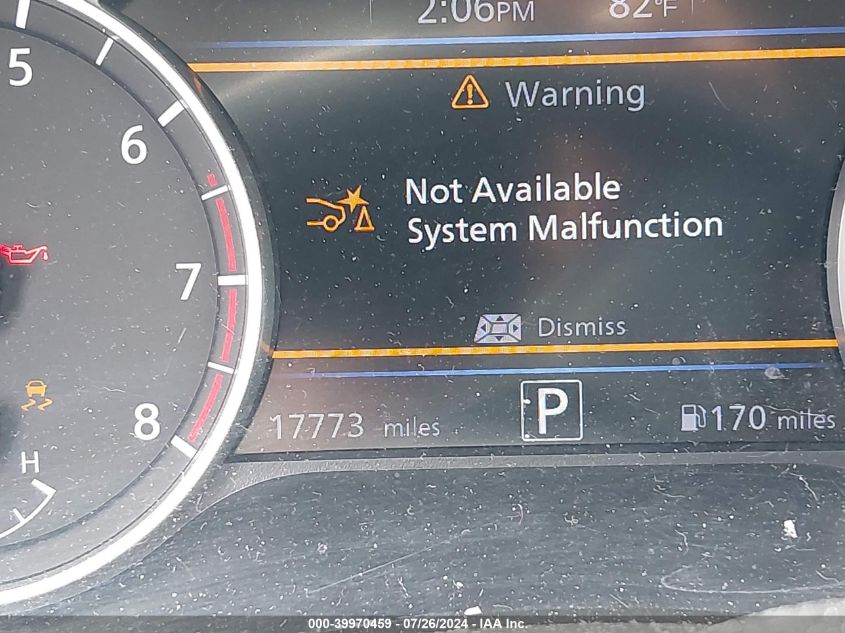 2:06PM 82°F
5
Warning
6
Not Available
System Malfunction
7
Dismiss
8
17773 miles P 170 miles
H
000-39970459 - 07/26/2024 - IAA Inc.